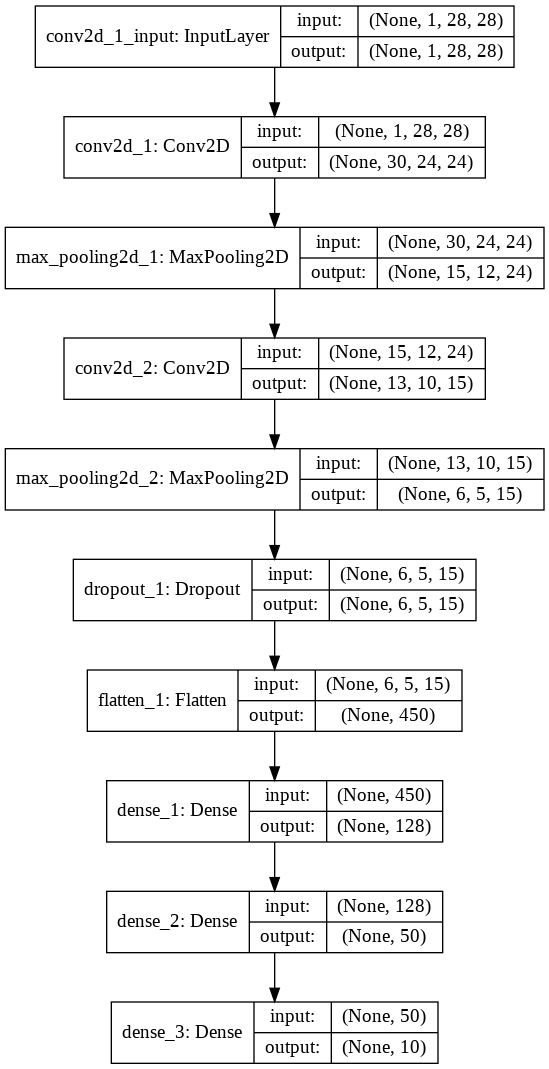 conv2d_1_input: InputLayer
input: (None, 1, 28, 28)
output: (None, 1, 28, 28)
conv2d_1: Conv2D
input: (None, 1, 28, 28)
output: (None, 30, 24, 24)
max_pooling2d_1: MaxPooling2D
input: (None, 30, 24, 24)
output: (None, 15, 12, 24)
conv2d_2: Conv2D
input: (None, 15, 12, 24)
output: (None, 13, 10, 15)
max_pooling2d_2: MaxPooling2D
input: (None, 13, 10, 15)
output: (None, 6, 5, 15)
dropout_1: Dropout
input: (None, 6, 5, 15)
output: (None, 6, 5, 15)
flatten_1: Flatten
input: (None, 6, 5, 15)
output: (None, 450)
dense_1: Dense
input: (None, 450)
output: (None, 128)
dense_2: Dense
input: (None, 128)
output: (None, 50)
dense_3: Dense
input: (None, 50)
output: (None, 10)